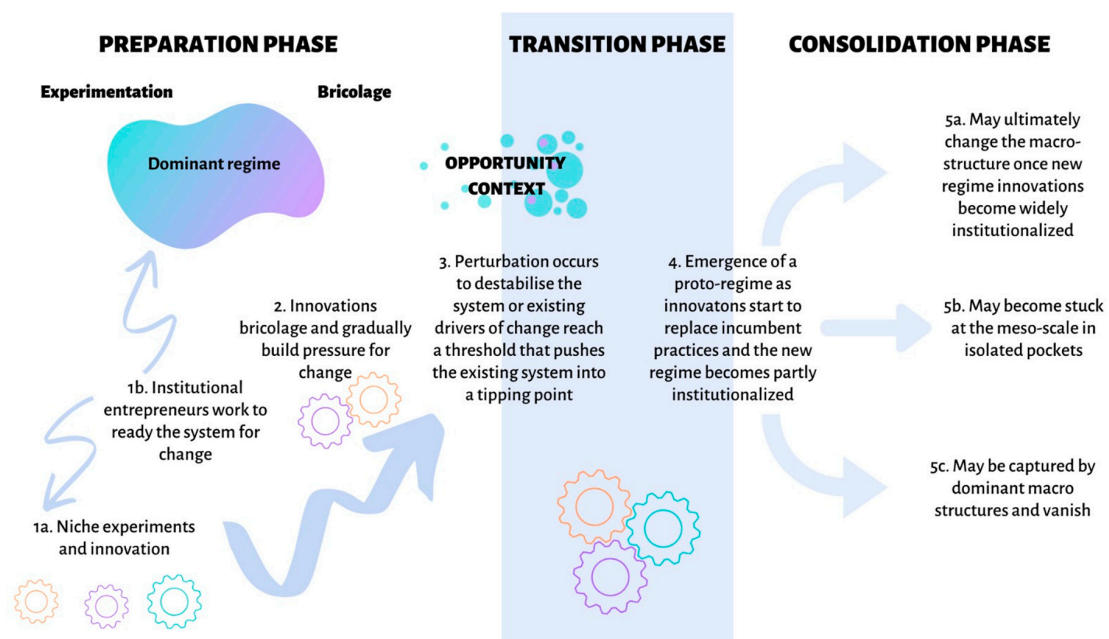 PREPARATION PHASE
TRANSITION PHASE
CONSOLIDATION PHASE
Experimentation
Bricolage
Dominant regime
OPPORTUNITY
CONTEXT
1a. Niche experiments
and innovation
1b. Institutional
entrepreneurs work to
ready the system for
change
2. Innovations
bricolage and gradually
build pressure for
change
3. Perturbation occurs
to destabilise the
system or existing
drivers of change reach
a threshold that pushes
the existing system into
a tipping point
4. Emergence of a
proto-regime as
innovatons start to
replace incumbent
practices and the new
regime becomes partly
institutionalized
5a. May ultimately
change the macro-
structure once new
regime innovations
become widely
institutionalized
5b. May become stuck
at the meso-scale in
isolated pockets
5c. May be captured by
dominant macro
structures and vanish